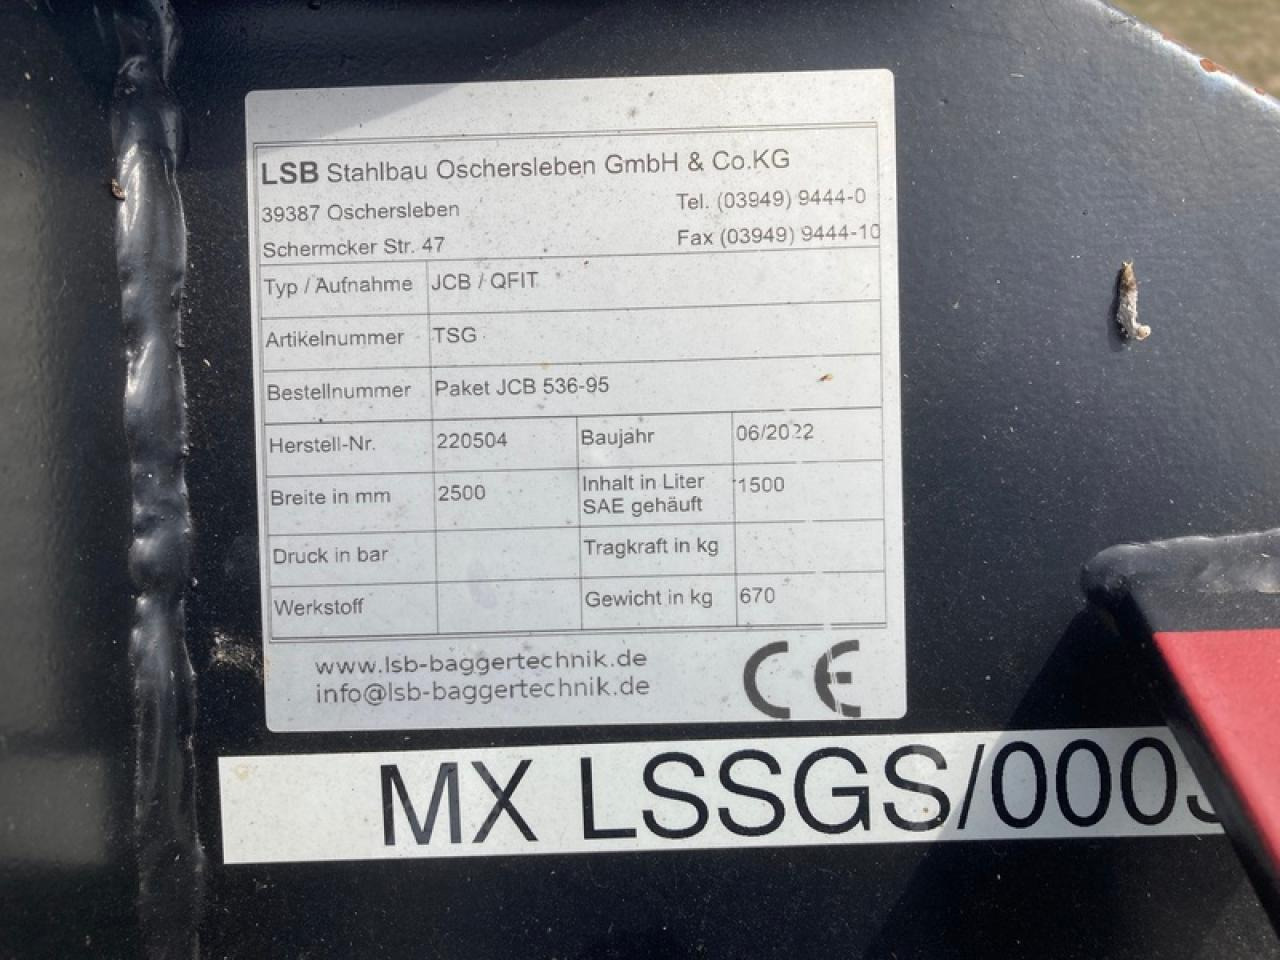 LSB Stahlbau Oschersleben GmbH & Co.KG
39387 Oschersleben Tel. (03949) 9444-0
Schermcker Str. 47 Fax (03949) 9444-10
Typ / Aufnahme JCB / QFIT
Artikelnummer TSG
Bestellnummer Paket JCB 536-95
Herstell-Nr. 220504 Baujahr 06/2022
Breite in mm 2500 Inhalt in Liter SAE gehäuft 1500
Druck in bar Tragkraft in kg
Werkstoff Gewicht in kg 670
www.lsb-baggertechnik.de
info@lsb-baggertechnik.de
CE
MX LSSGS/000